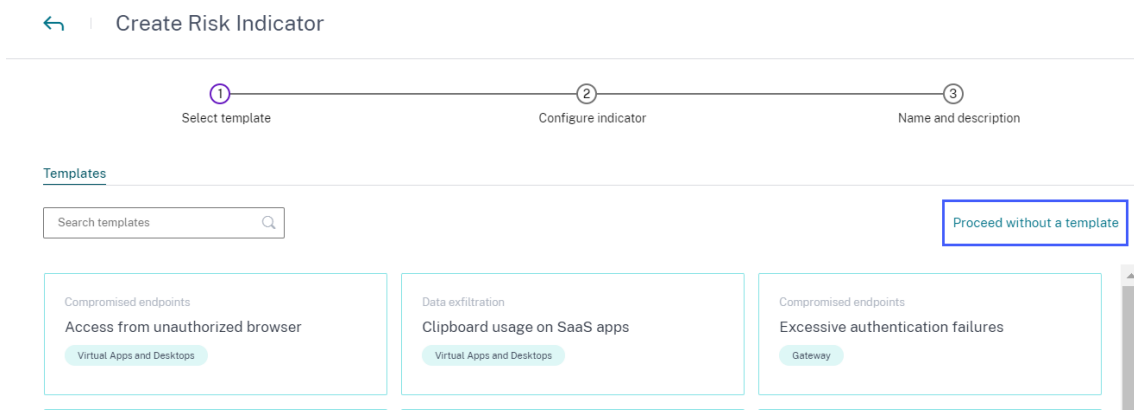 Create Risk Indicator
1
2
3
Select template
Configure indicator
Name and description
Templates
Search templates
Proceed without a template
Compromised endpoints
Access from unauthorized browser
Virtual Apps and Desktops
Data exfiltration
Clipboard usage on SaaS apps
Virtual Apps and Desktops
Compromised endpoints
Excessive authentication failures
Gateway